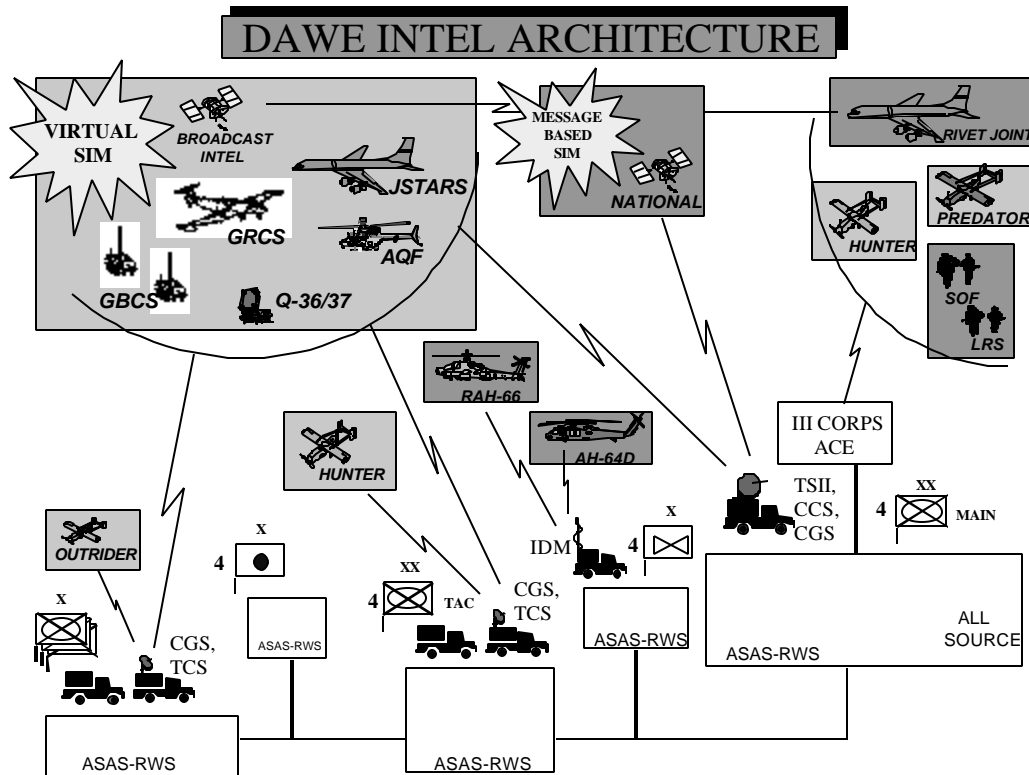 DAWE INTEL ARCHITECTURE
VIRTUAL
SIM
BROADCAST
INTEL
JSTARS
GRCS
AQF
GBCS
Q-36/37
MESSAGE
BASED
SIM
NATIONAL
RIVET JOINT
HUNTER
PREDATOR
SOF
LRS
RAH-66
AH-64D
HUNTER
OUTRIDER
III CORPS
ACE
TSII,
CCS,
CGS
XX
4
MAIN
X
4
IDM
X
4
XX
4
TAC
CGS,
TCS
X
CGS,
TCS
ASAS-RWS
ASAS-RWS
ASAS-RWS
ALL
SOURCE
ASAS-RWS
ASAS-RWS